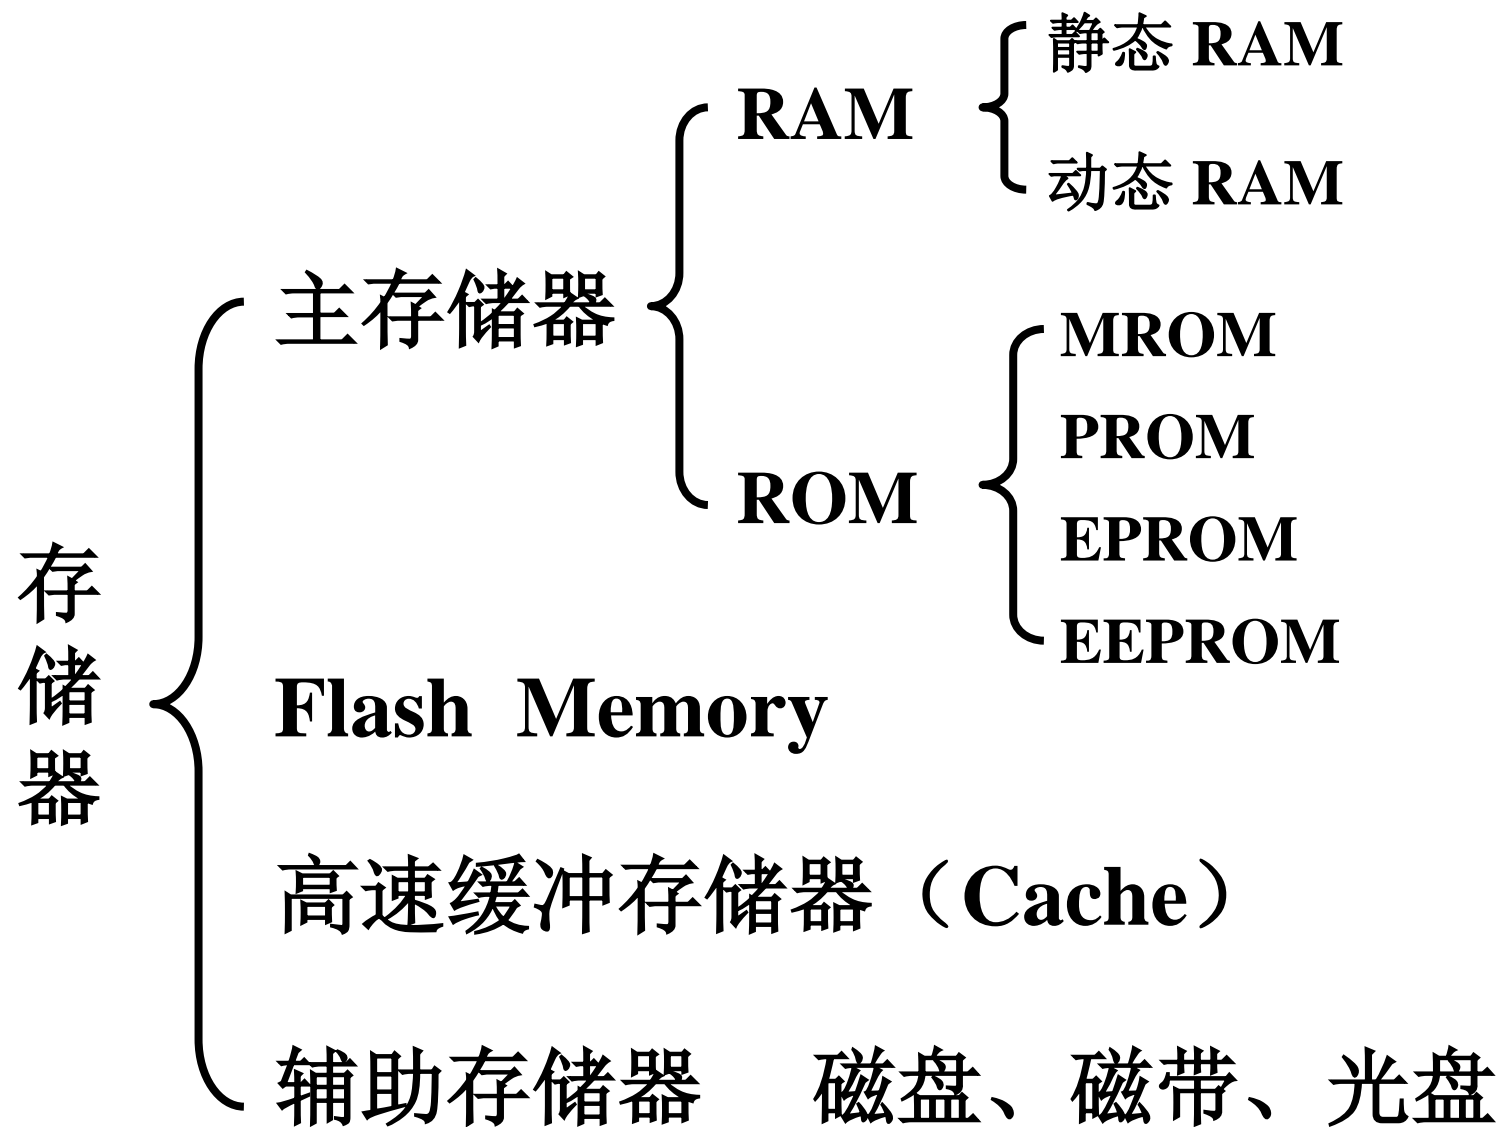 存储器
主存储器
RAM
静态 RAM
动态 RAM
ROM
MROM
PROM
EPROM
EEPROM
Flash Memory
高速缓冲存储器（Cache）
辅助存储器 磁盘、磁带、光盘